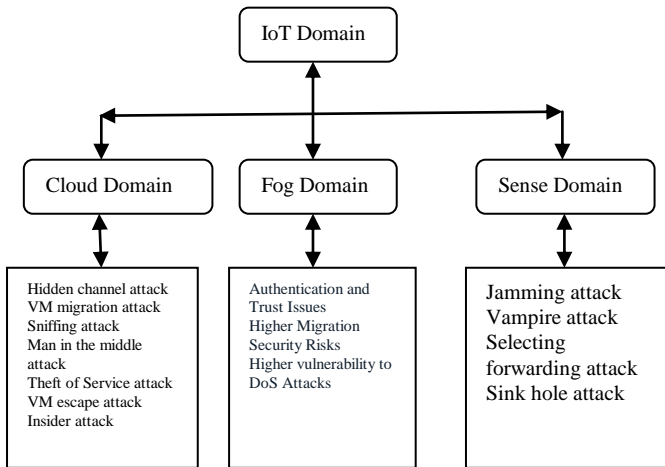 IoT Domain
Cloud Domain
Fog Domain
Sense Domain
Hidden channel attack
VM migration attack
Sniffing attack
Man in the middle
attack
Theft of Service attack
VM escape attack
Insider attack
Authentication and
Trust Issues
Higher Migration
Security Risks
Higher vulnerability to
DoS Attacks
Jamming attack
Vampire attack
Selecting
forwarding attack
Sink hole attack